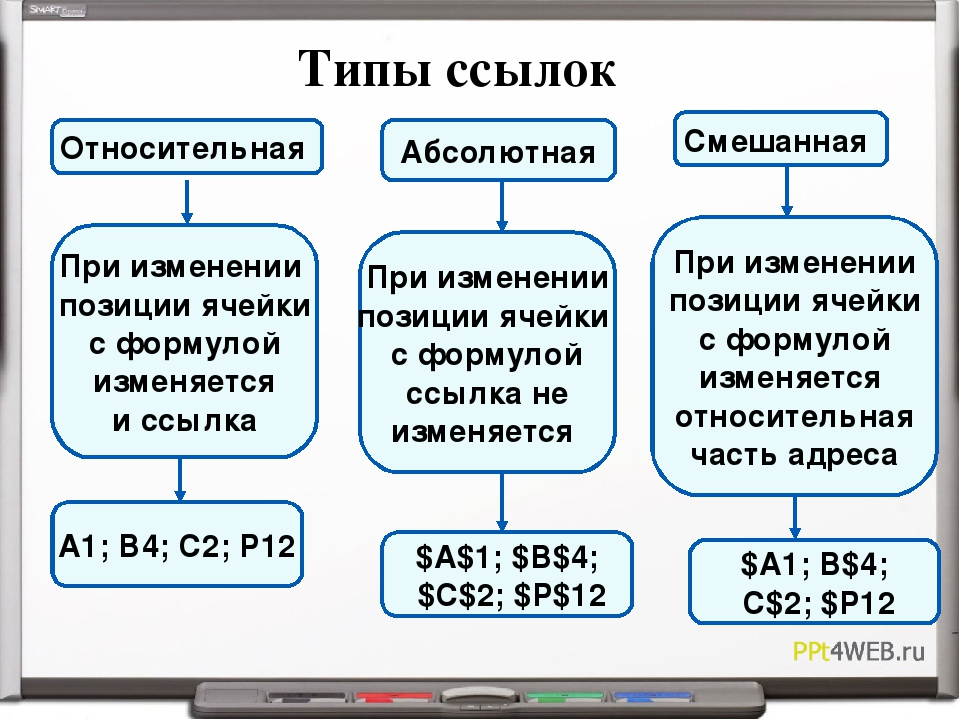 SMART
Типы ссылок
Относительная
При изменении
позиции ячейки
с формулой
изменяется
и ссылка
A1; B4; C2; P12
Абсолютная
При изменении
позиции ячейки
с формулой
ссылка не
изменяется
$A$1; $B$4;
$C$2; $P$12
Смешанная
При изменении
позиции ячейки
с формулой
изменяется
относительная
часть адреса
$A1; B$4;
C$2; $P12
PPt4WEB.ru